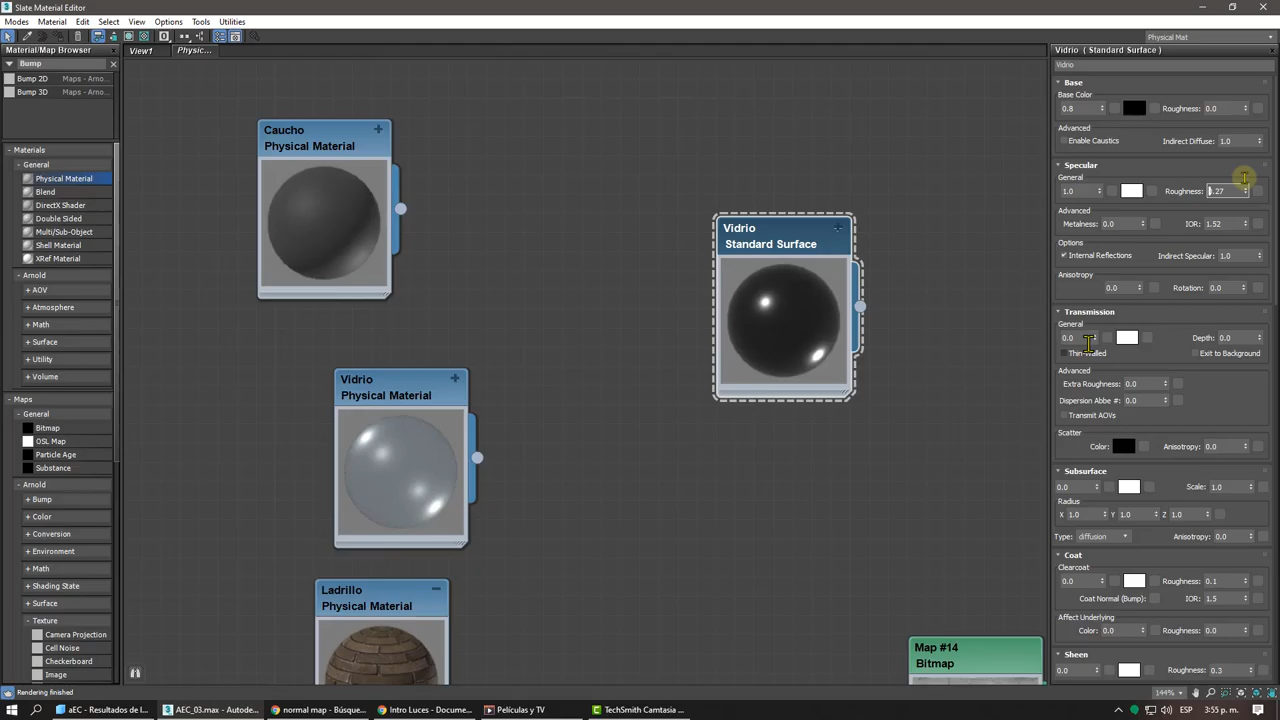 Slate Material Editor
Modes Material Edit Select View Options Tools Utilities
Physical Mat
Material/Map Browser
View1
Physic...
Vidrio ( Standard Surface )
Bump
Vidrio
Bump 2D Maps - Arno...
Bump 3D Maps - Arno...
- Materials
- General
Physical Material
Blend
DirectX Shader
Double Sided
Multi/Sub-Object
Shell Material
XRef Material
- Arnold
+ AOV
+ Atmosphere
+ Math
+ Surface
+ Utility
+ Volume
- Maps
- General
Bitmap
OSL Map
Particle Age
Substance
- Arnold
+ Bump
+ Color
+ Conversion
+ Environment
+ Math
+ Shading State
+ Surface
- Texture
Camera Projection
Cell Noise
Checkerboard
Image
Caucho
Physical Material
Vidrio
Standard Surface
Vidrio
Physical Material
Ladrillo
Physical Material
Map #14
Bitmap
Base
Base Color
0.8 Roughness: 0.0
Advanced
Enable Caustics Indirect Diffuse: 1.0
Specular
General
1.0 Roughness: 0.27
Advanced
Metalness: 0.0 IOR: 1.52
Options
Internal Reflections Indirect Specular: 1.0
Anisotropy
0.0 Rotation: 0.0
Transmission
General
0.0 Depth: 0.0
Thin-Walled Exit to Background
Advanced
Extra Roughness: 0.0
Dispersion Abbe #: 0.0
Transmit AOVs
Scatter
Color: Anisotropy: 0.0
Subsurface
0.0 Scale: 1.0
Radius
X 1.0 Y 1.0 Z 1.0
Type: diffusion Anisotropy: 0.0
Coat
Clearcoat
0.0 Roughness: 0.1
Coat Normal (Bump): IOR: 1.5
Affect Underlying
Color: 0.0 Roughness: 0.0
Sheen
0.0 Roughness: 0.3
Rendering finished
144%
aEC - Resultados de l...
AEC_03.max - Autode...
normal map - Búsque...
Intro Luces - Docume...
Películas y TV
TechSmith Camtasia ...
ESP
3:55 p. m.